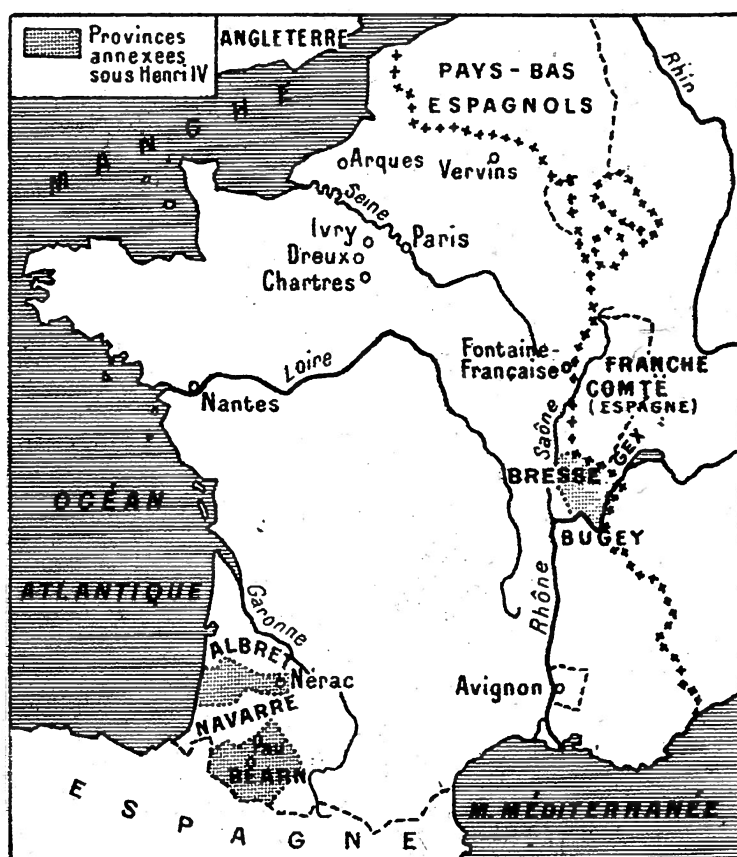 Provinces
annexées
sous Henri IV
ANGLETERRE
MANCHE
PAYS-BAS
ESPAGNOLS
Rhin
Arques
Vervins
Seine
Ivry
Paris
Dreux
Chartres
Loire
Fontaine-
Française
FRANCHE
COMTÉ
(ESPAGNE)
Nantes
Saône
GEX
BRESSE
OCÉAN
ATLANTIQUE
BUGEY
Rhône
Garonne
ALBRET
Nérac
Avignon
NAVARRE
Pau
BÉARN
ESPAGNE
M. MÉDITERRANÉE